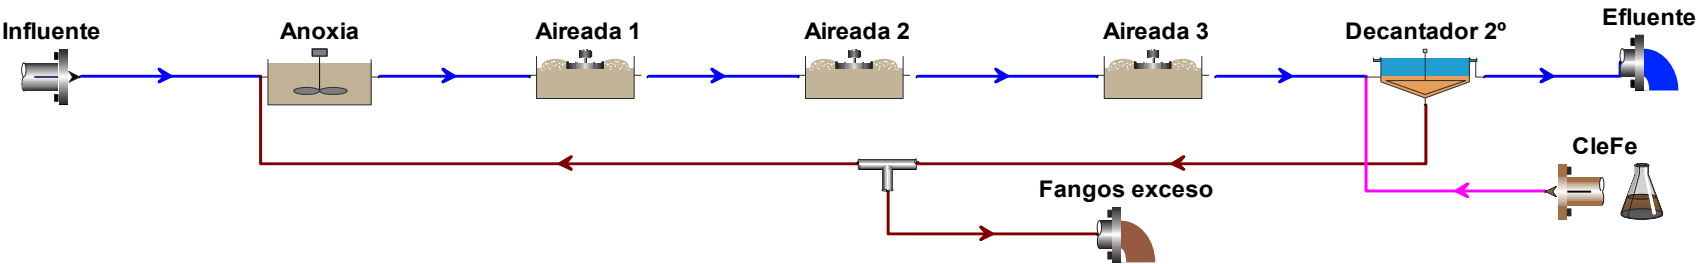 Influente
Anoxia
Aireada 1
Aireada 2
Aireada 3
Decantador 2º
Efluente
CleFe
Fangos exceso